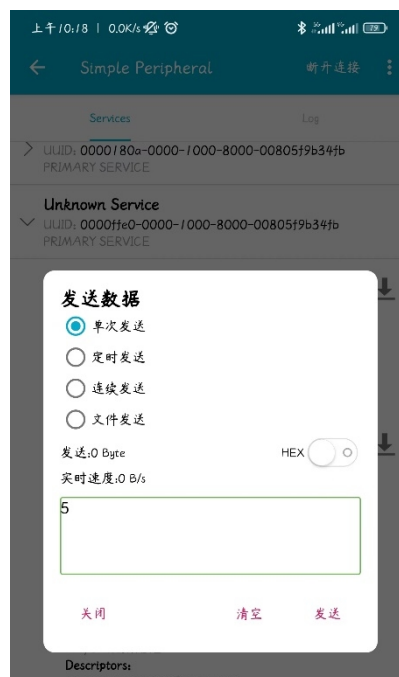 上午10:18 | 0.0K/s
79
Simple Peripheral
断开连接
Services
Log
UUID: 0000180a-0000-1000-8000-00805f9b34fb
PRIMARY SERVICE
Unknown Service
UUID: 0000ffe0-0000-1000-8000-00805f9b34fb
PRIMARY SERVICE
发送数据
单次发送
定时发送
连续发送
文件发送
发送:0 Byte
HEX
实时速度:0 B/s
5
关闭
清空
发送
Descriptors: